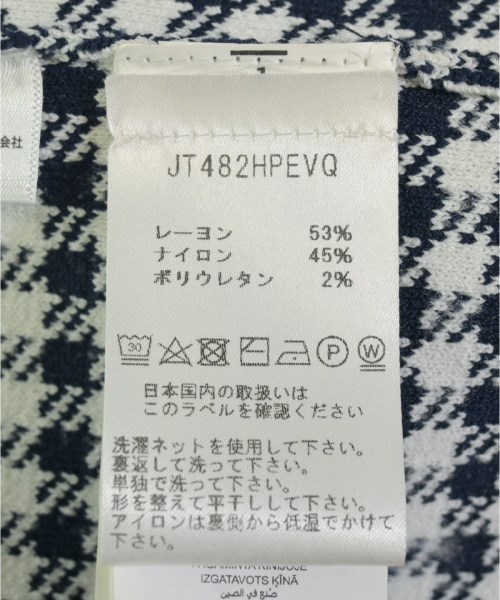 会社
JT482HPEVQ
レーヨン 53%
ナイロン 45%
ポリウレタン 2%
30 P W
日本国内の取扱いは
このラベルを確認ください
洗濯ネットを使用して下さい。
裏返して洗って下さい。
単独で洗って下さい。
形を整えて平干しして下さい。
アイロンは裏側から低温でかけて
下さい。
PAGAMINTA KINIJOJE
IZGATAVOTS ĶĪNĀ
صنع في الصين